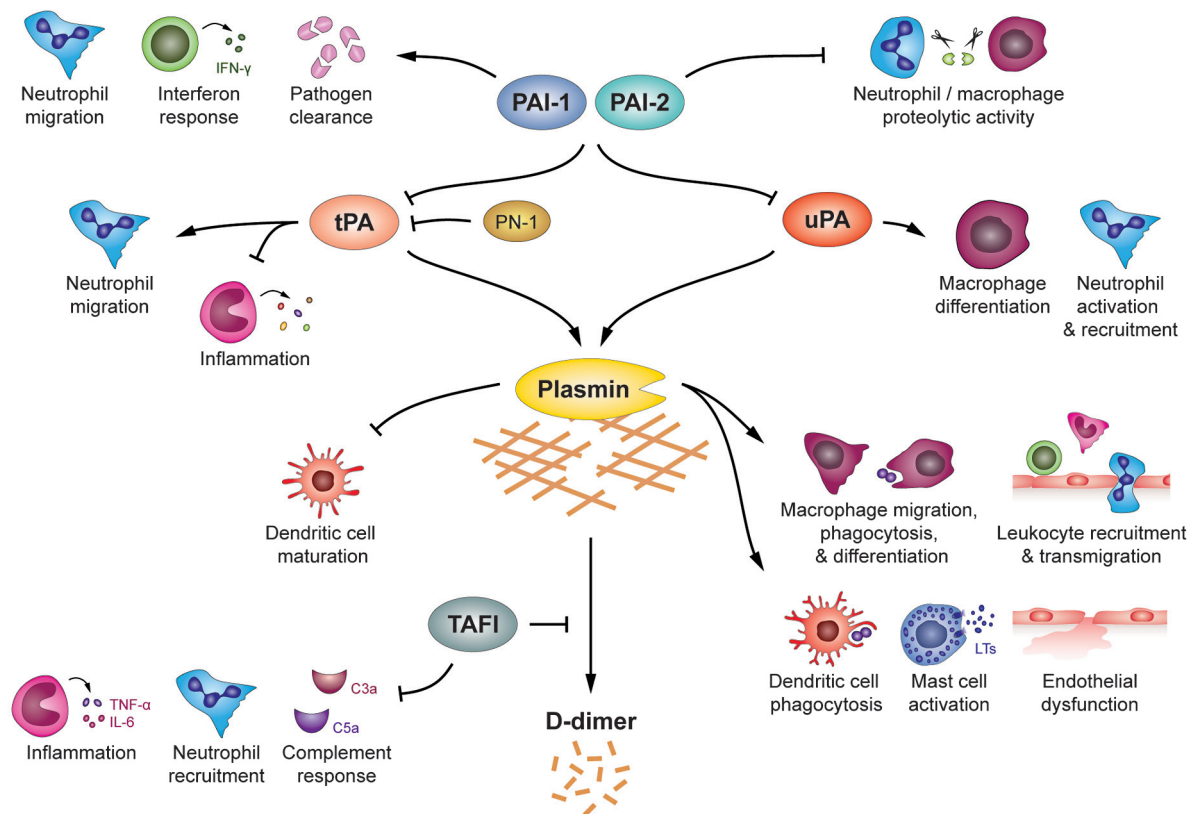 IFN-γ
Neutrophil
migration
Interferon
response
Pathogen
clearance
PAI-1
PAI-2
Neutrophil / macrophage
proteolytic activity
tPA
PN-1
uPA
Neutrophil
migration
Inflammation
Macrophage
differentiation
Neutrophil
activation
& recruitment
Plasmin
Dendritic cell
maturation
Macrophage migration,
phagocytosis,
& differentiation
Leukocyte recruitment
& transmigration
LTs
Dendritic cell
phagocytosis
Mast cell
activation
Endothelial
dysfunction
TAFI
TNF-α
IL-6
Inflammation
Neutrophil
recruitment
C3a
C5a
Complement
response
D-dimer